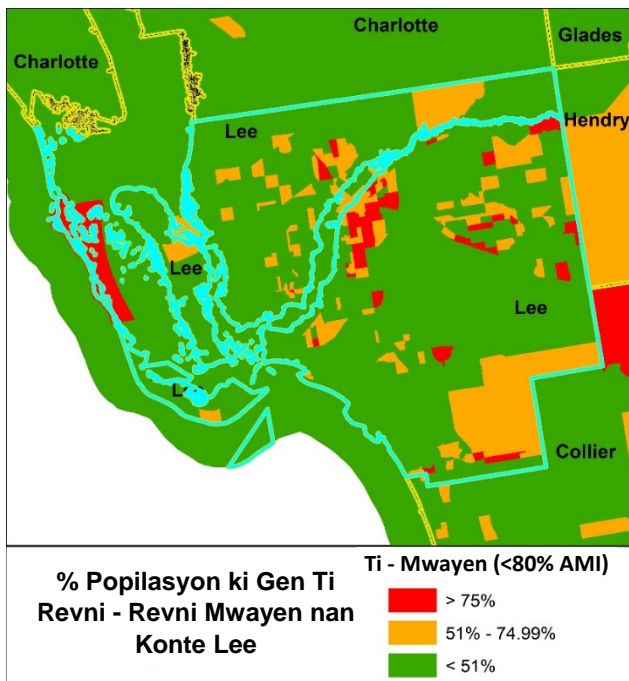 Charlotte
Glades
Charlotte
Lee
Hendry
Lee
Lee
Lee
Collier
% Popilasyon ki Gen Ti
Revni - Revni Mwayen nan
Konte Lee
Ti - Mwayen (<80% AMI)
> 75%
51% - 74.99%
< 51%